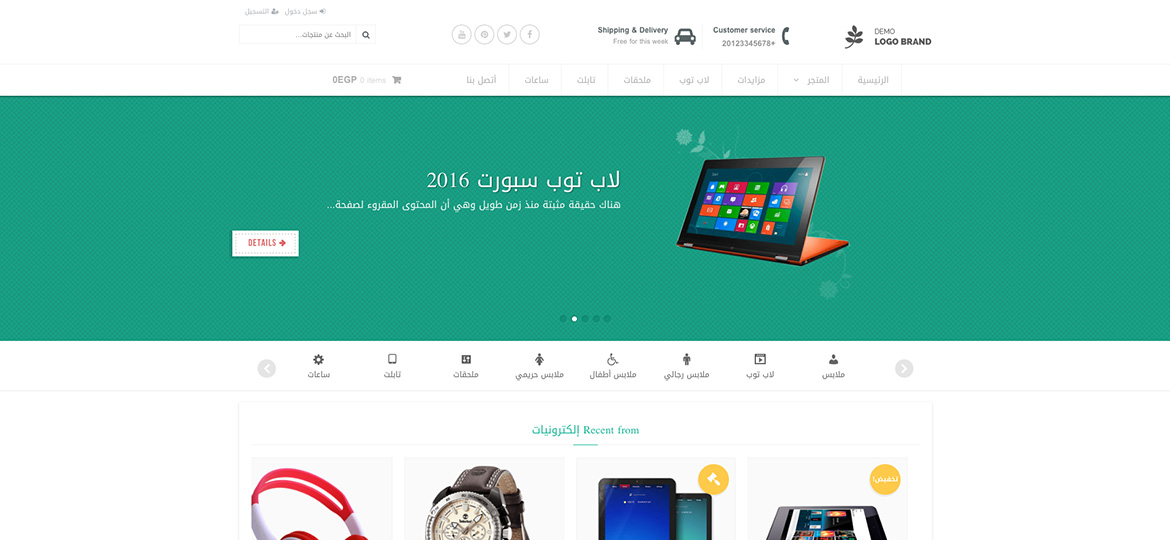 سجل دخول
التسجيل
البحث عن منتجات...
Shipping & Delivery
Free for this week
Customer service
20123345678+
DEMO
LOGO BRAND
الرئيسية
المتجر
مزايدات
لاب توب
ملحقات
تابلت
ساعات
أتصل بنا
0 items
0EGP
لاب توب سبورت 2016
هناك حقيقة مثبتة منذ زمن طويل وهي أن المحتوى المقروء لصفحة...
DETAILS
ملابس
لاب توب
ملابس رجالي
ملابس أطفال
ملابس حريمي
ملحقات
تابلت
ساعات
Recent from إلكترونيات
تخفيض!